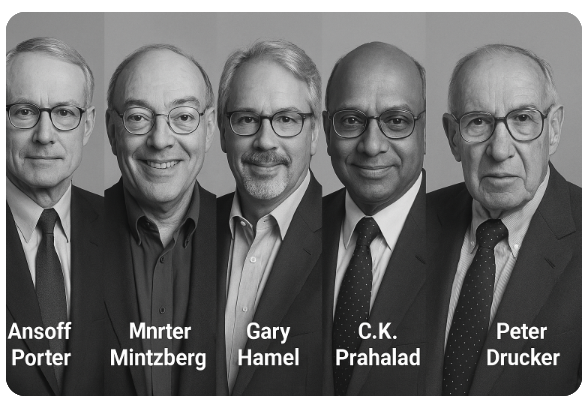 Ansoff
Porter
Mnrter
Mintzberg
Gary
Hamel
C.K.
Prahalad
Peter
Drucker